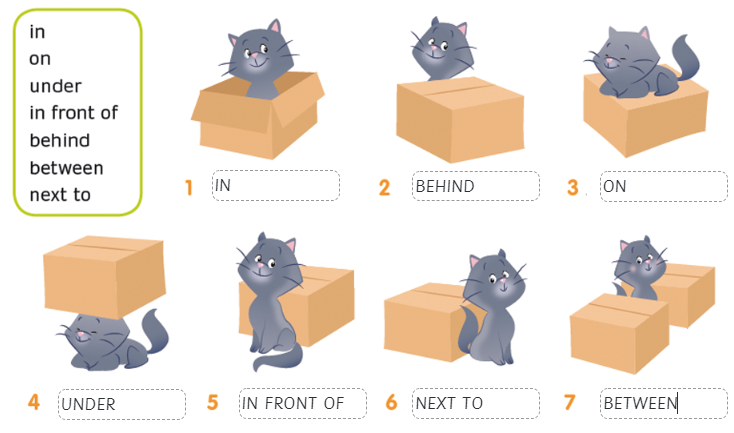 in
on
under
in front of
behind
between
next to
1 IN
2 BEHIND
3 . ON
4 UNDER
5 IN FRONT OF
6 NEXT TO
7 BETWEEN